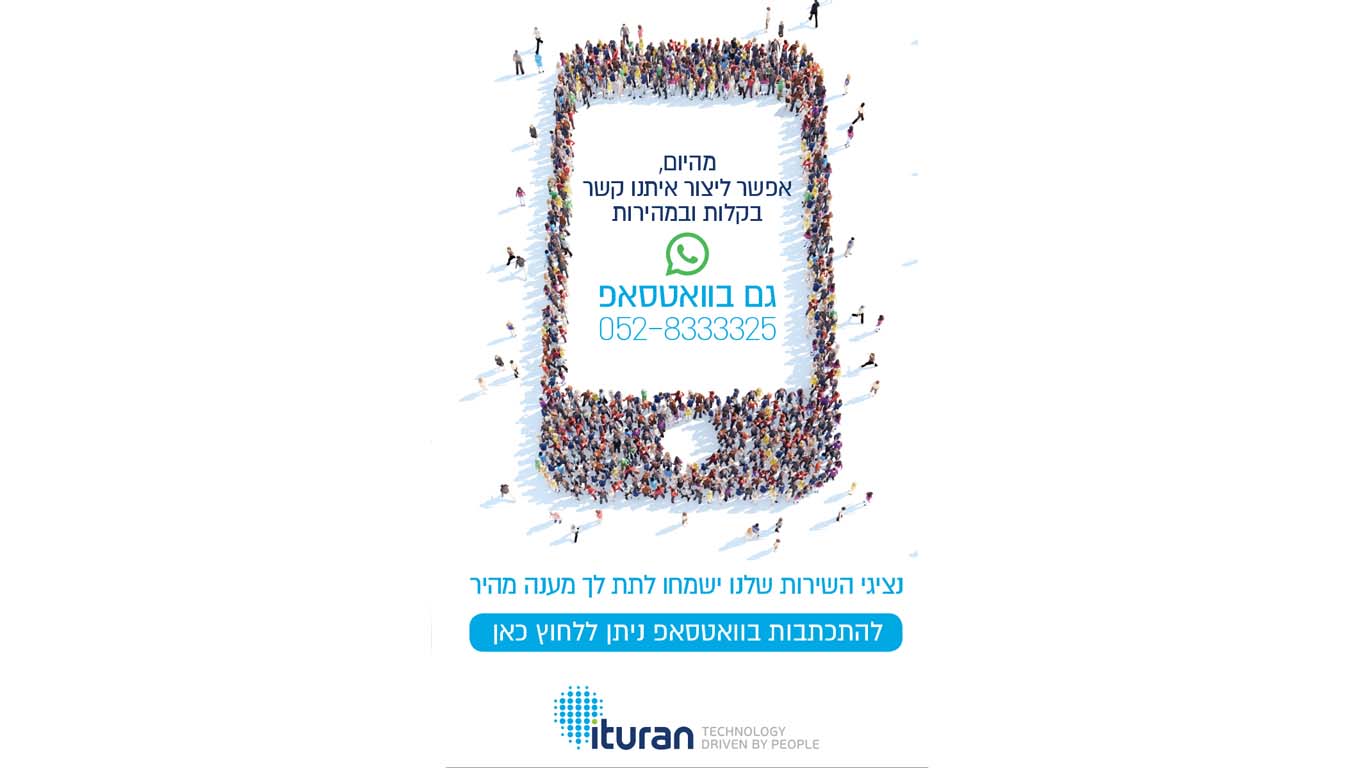 מהיום,
אפשר ליצור איתנו קשר
בקלות ובמהירות
גם בוואטסאפ
052-8333325
נציגי השירות שלנו ישמחו לתת לך מענה מהיר
להתכתבות בוואטסאפ ניתן ללחוץ כאן
ituran
TECHNOLOGY
DRIVEN BY PEOPLE